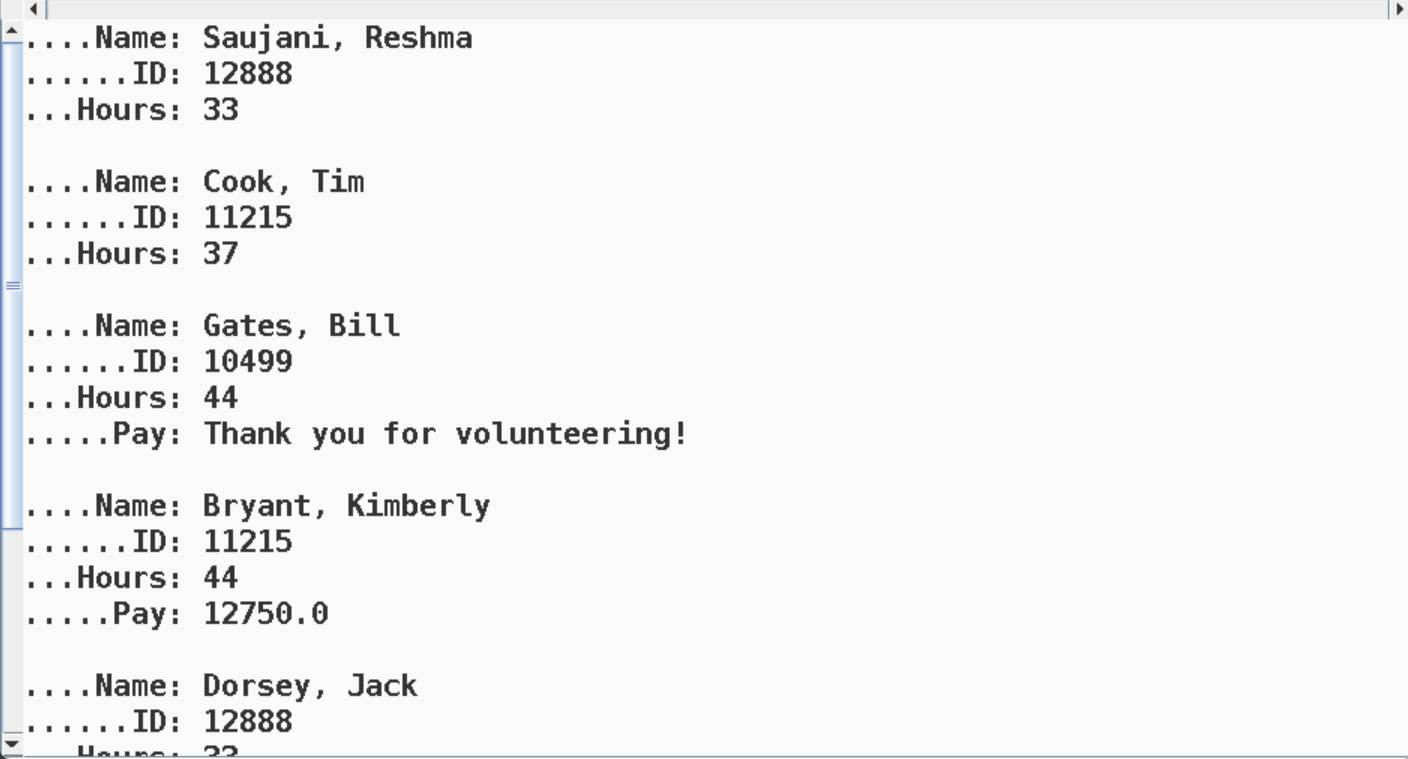 ....Name: Saujani, Reshma
......ID: 12888
...Hours: 33
....Name: Cook, Tim
......ID: 11215
...Hours: 37
....Name: Gates, Bill
......ID: 10499
...Hours: 44
.....Pay: Thank you for volunteering!
....Name: Bryant, Kimberly
......ID: 11215
...Hours: 44
.....Pay: 12750.0
....Name: Dorsey, Jack
......ID: 12888
...Hours: 33